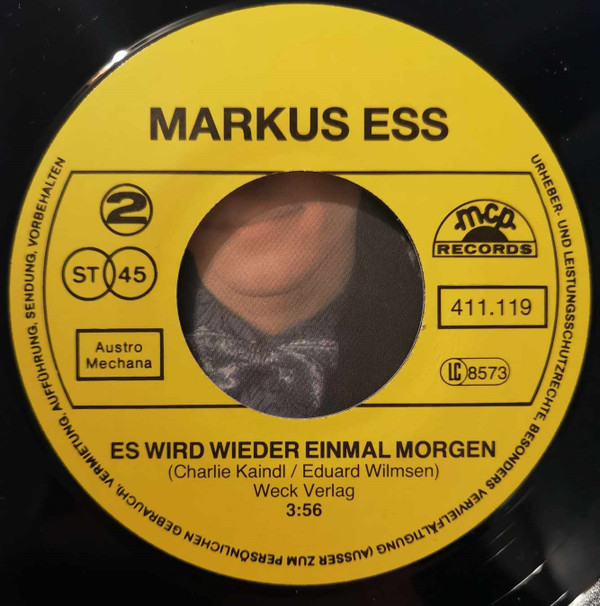 MARKUS ESS
2
ST 45
Austro
Mechana
mcp
RECORDS
411.119
LC 8573
ES WIRD WIEDER EINMAL MORGEN
(Charlie Kaindl / Eduard Wilmsen)
Weck Verlag
3:56
URHEBER- UND LEISTUNGSSCHUTZRECHTE, BESONDERS VERVIELFÄLTIGUNG (AUSSER ZUM PERSÖNLICHEN GEBRAUCH), VERMIETUNG, AUFFÜHRUNG, SENDUNG, VORBEHALTEN